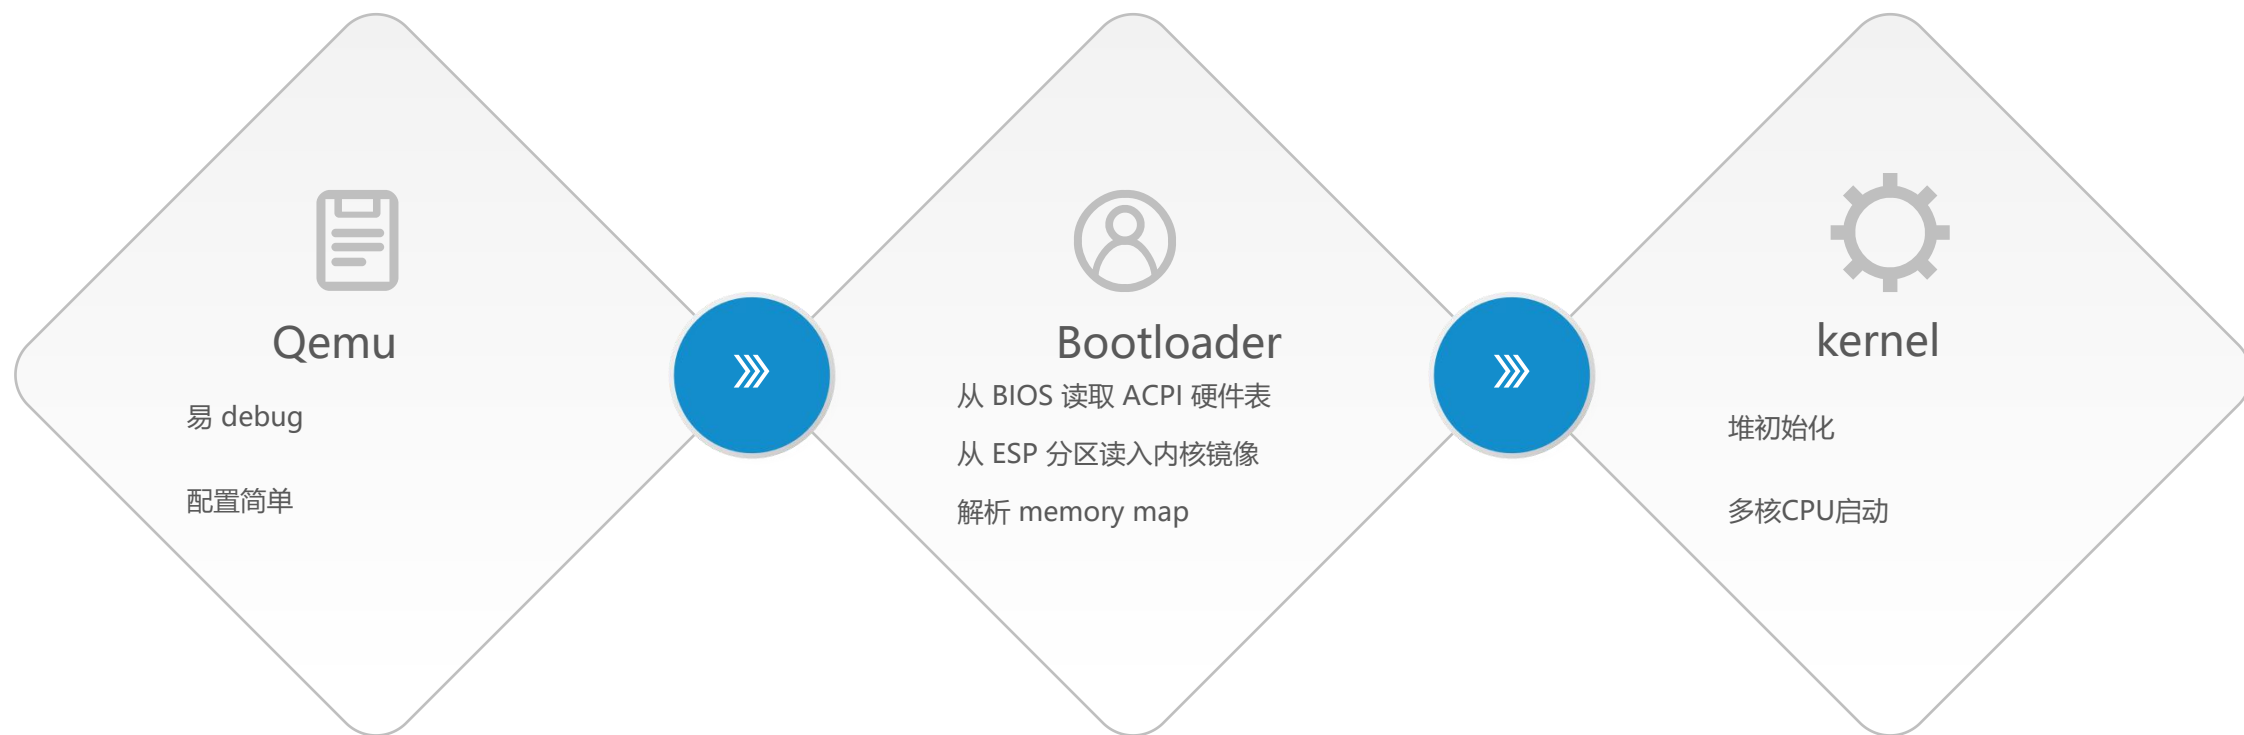 Qemu
易 debug
配置简单
Bootloader
从 BIOS 读取 ACPI 硬件表
从 ESP 分区读入内核镜像
解析 memory map
kernel
堆初始化
多核CPU启动